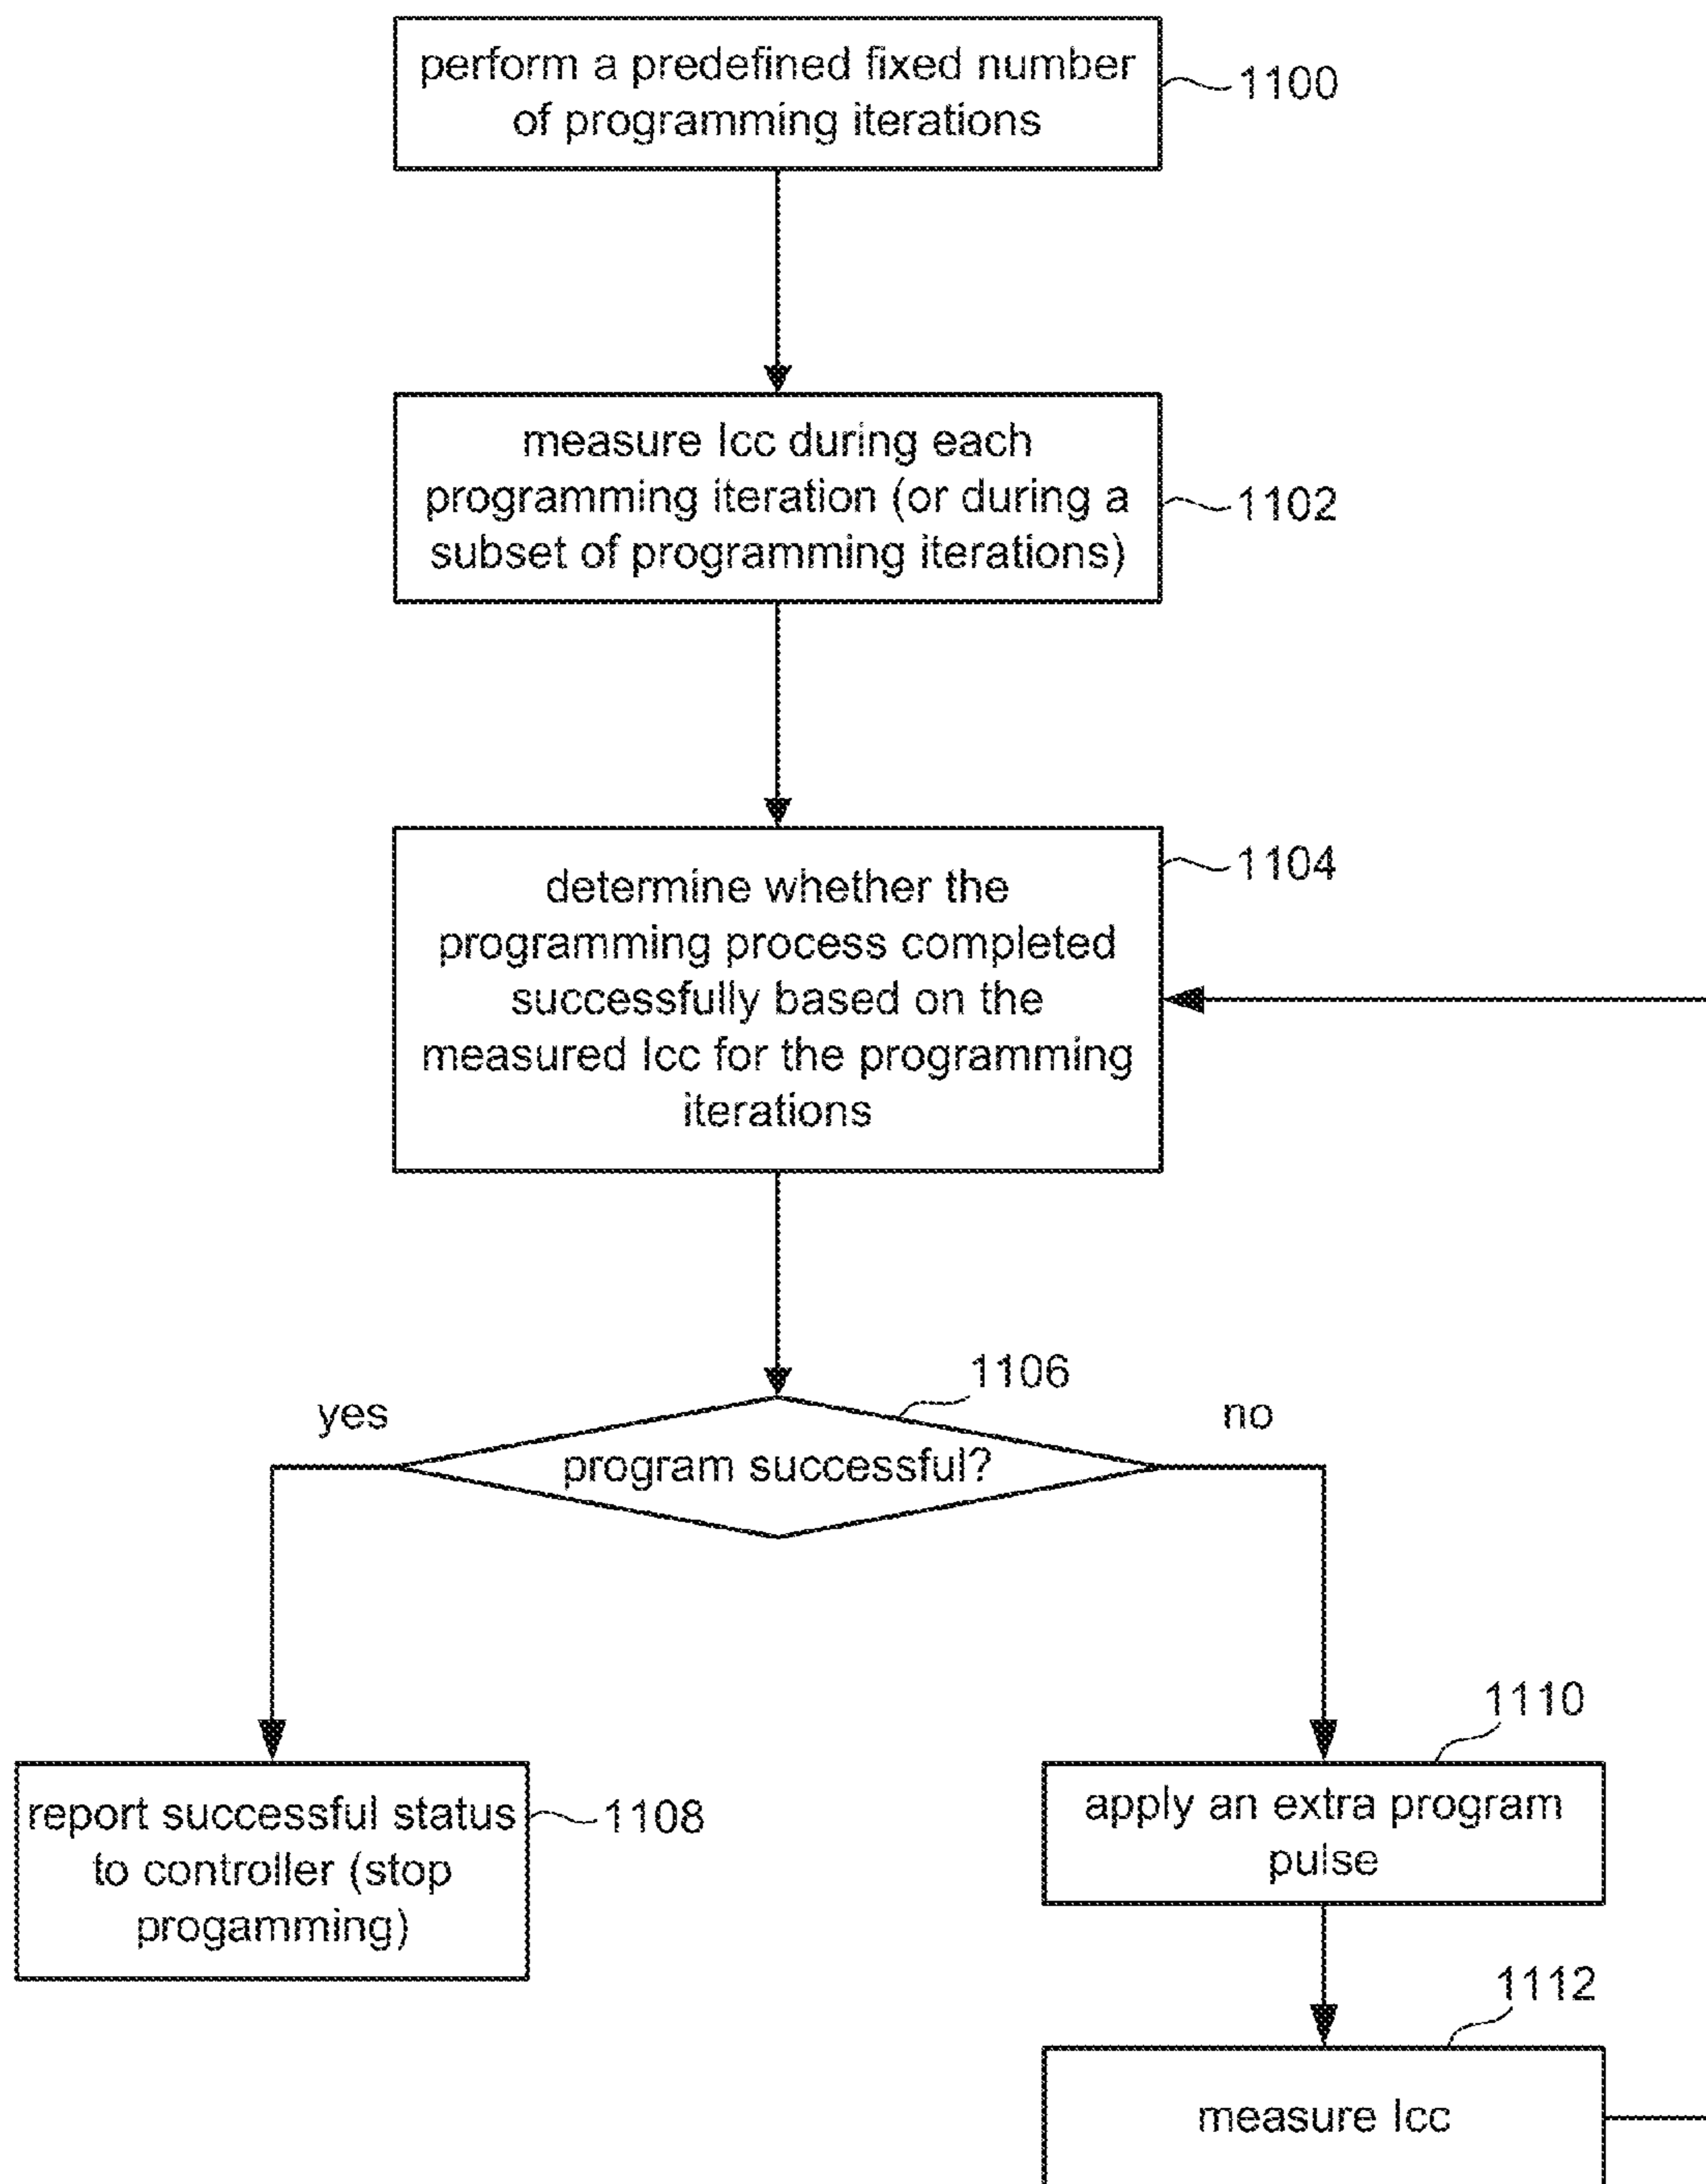 perform a predefined fixed number
of programming iterations
1100
measure Icc during each
programming iteration (or during a
subset of programming iterations)
1102
determine whether the
programming process completed
successfully based on the
measured Icc for the programming
iterations
1104
1106
yes
no
program successful?
report successful status
to controller (stop
progamming)
1108
1110
apply an extra program
pulse
1112
measure Icc